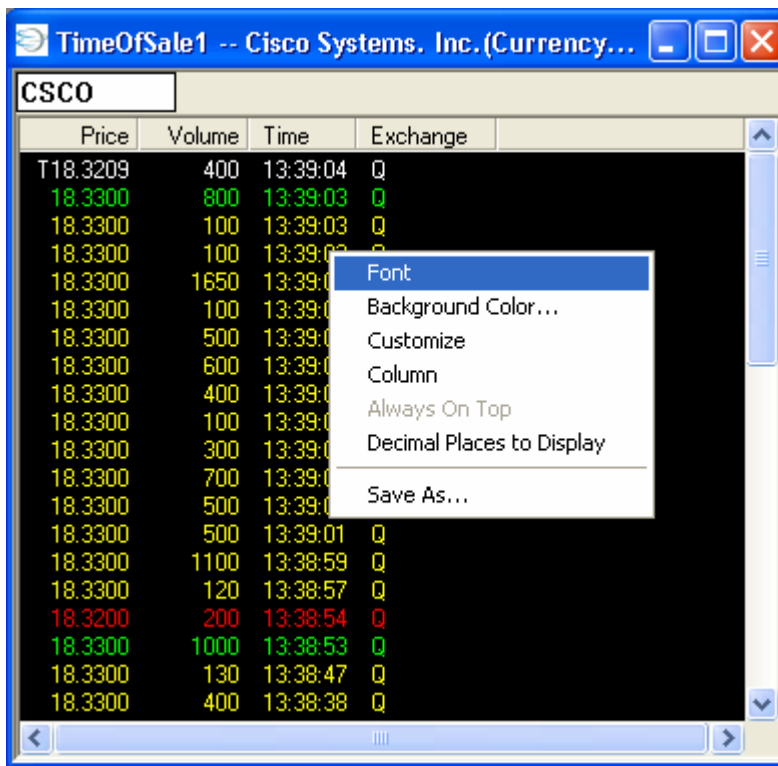 TimeOfSale1 -- Cisco Systems. Inc.(Currency...
CSCO
Price Volume Time Exchange
T18.3209 400 13:39:04 Q
18.3300 800 13:39:03 Q
18.3300 100 13:39:03 Q
18.3300 100
18.3300 1650
18.3300 100
18.3300 500
18.3300 600
18.3300 400
18.3300 100
18.3300 300
18.3300 700
18.3300 500
18.3300 500 13:39:01 Q
18.3300 1100 13:38:59 Q
18.3300 120 13:38:57 Q
18.3200 200 13:38:54 Q
18.3300 1000 13:38:53 Q
18.3300 130 13:38:47 Q
18.3300 400 13:38:38 Q
Font
Background Color...
Customize
Column
Always On Top
Decimal Places to Display
Save As...